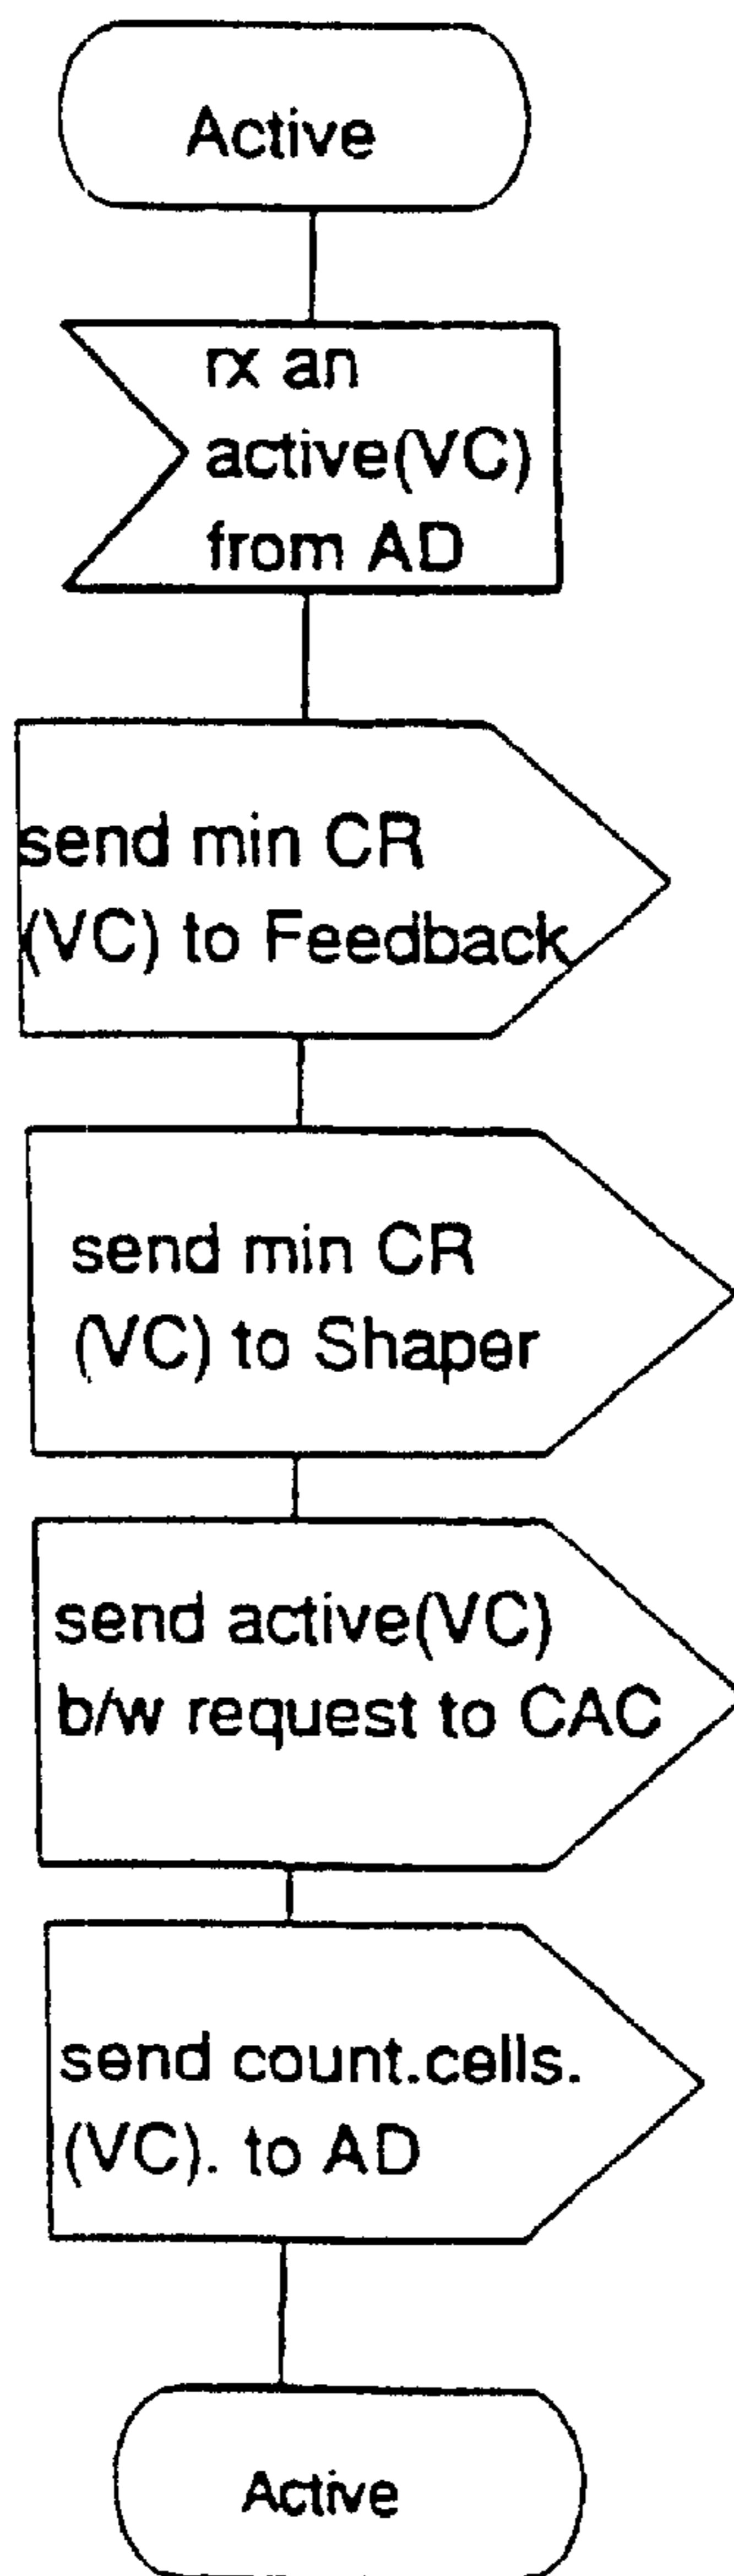 Active
rx an
active(VC)
from AD
send min CR
(VC) to Feedback
send min CR
(VC) to Shaper
send active(VC)
b/w request to CAC
send count.cells.
(VC). to AD
Active